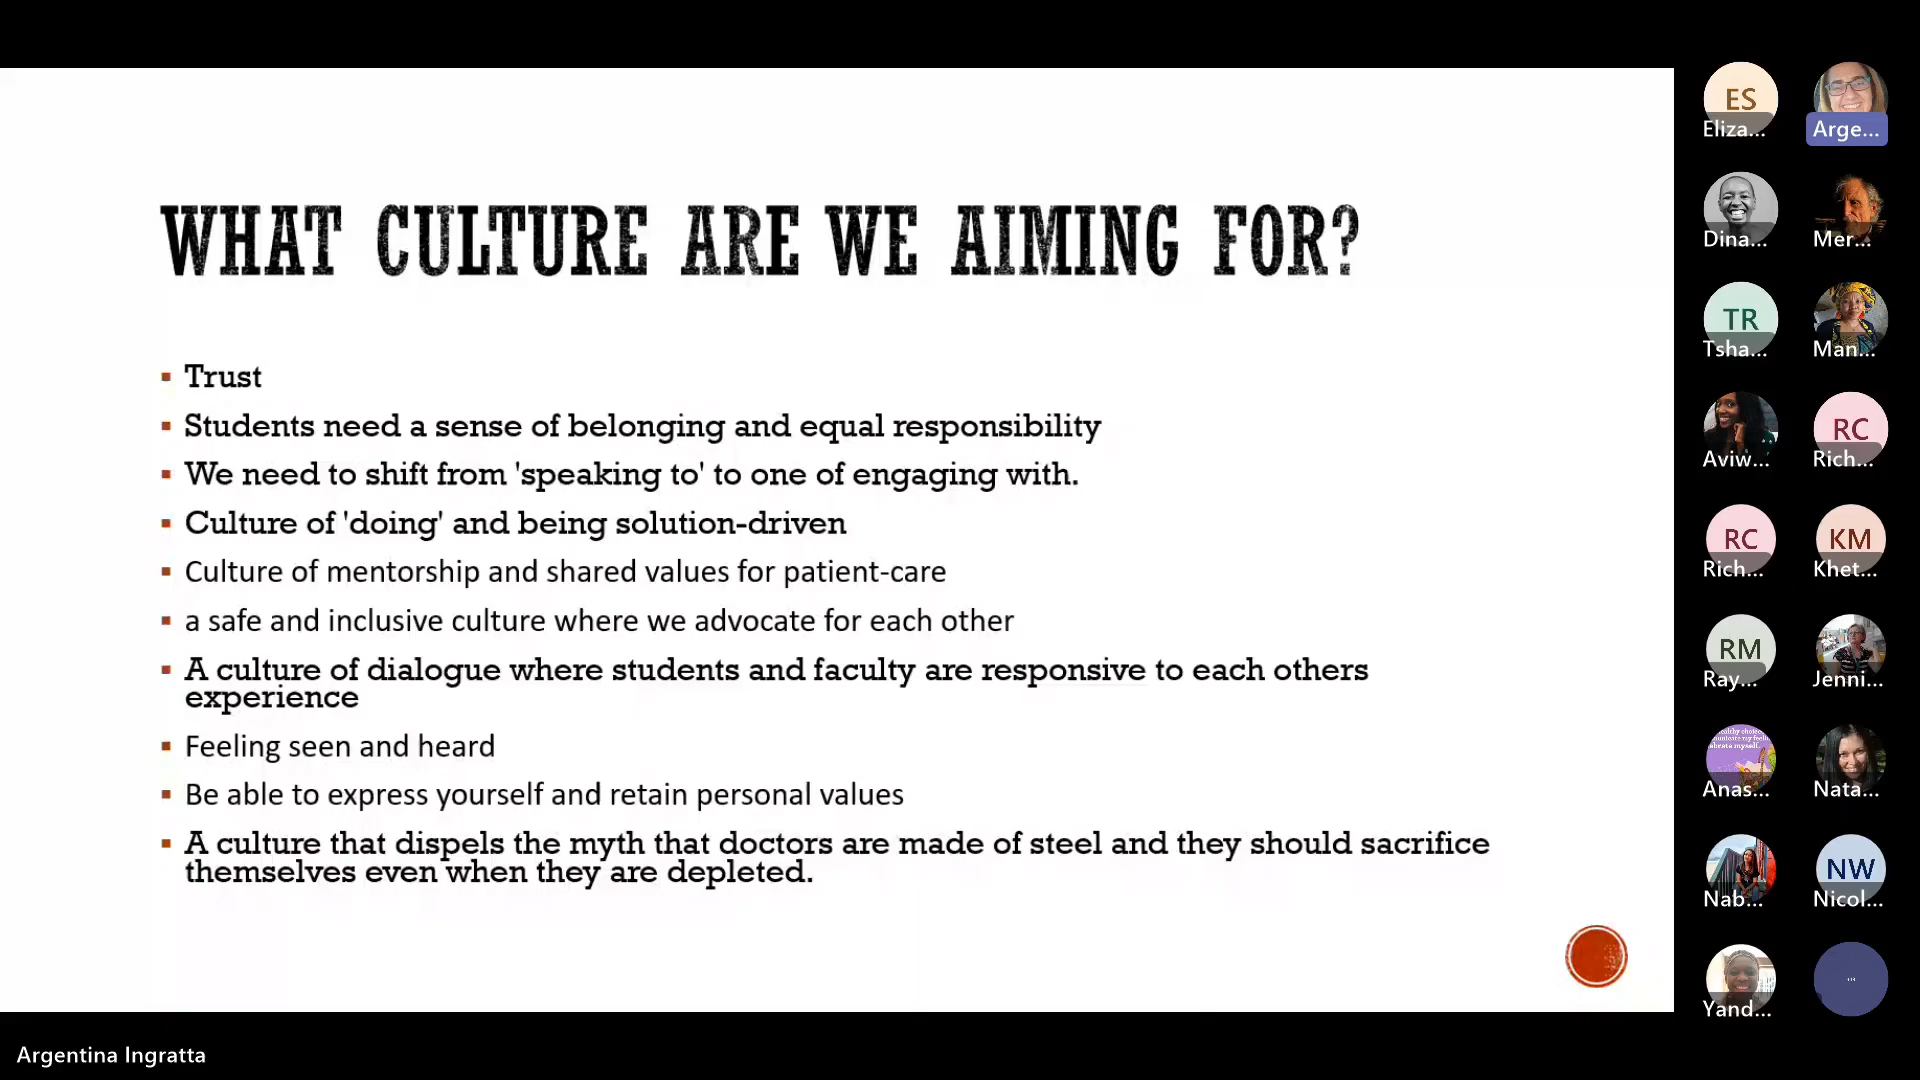 WHAT CULTURE ARE WE AIMING FOR?
▪ Trust
▪ Students need a sense of belonging and equal responsibility
▪ We need to shift from 'speaking to' to one of engaging with.
▪ Culture of 'doing' and being solution-driven
▪ Culture of mentorship and shared values for patient-care
▪ a safe and inclusive culture where we advocate for each other
▪ A culture of dialogue where students and faculty are responsive to each others
experience
▪ Feeling seen and heard
▪ Be able to express yourself and retain personal values
▪ A culture that dispels the myth that doctors are made of steel and they should sacrifice
themselves even when they are depleted.
ES
Eliza...
Arge...
Dina...
Mer...
TR
Tsha...
Man...
Aviw...
RC
Rich...
RC
Rich...
KM
Khet...
RM
Ray...
Jenni...
Anas...
Nata...
Nab...
NW
Nicol...
Yand...
Argentina Ingratta